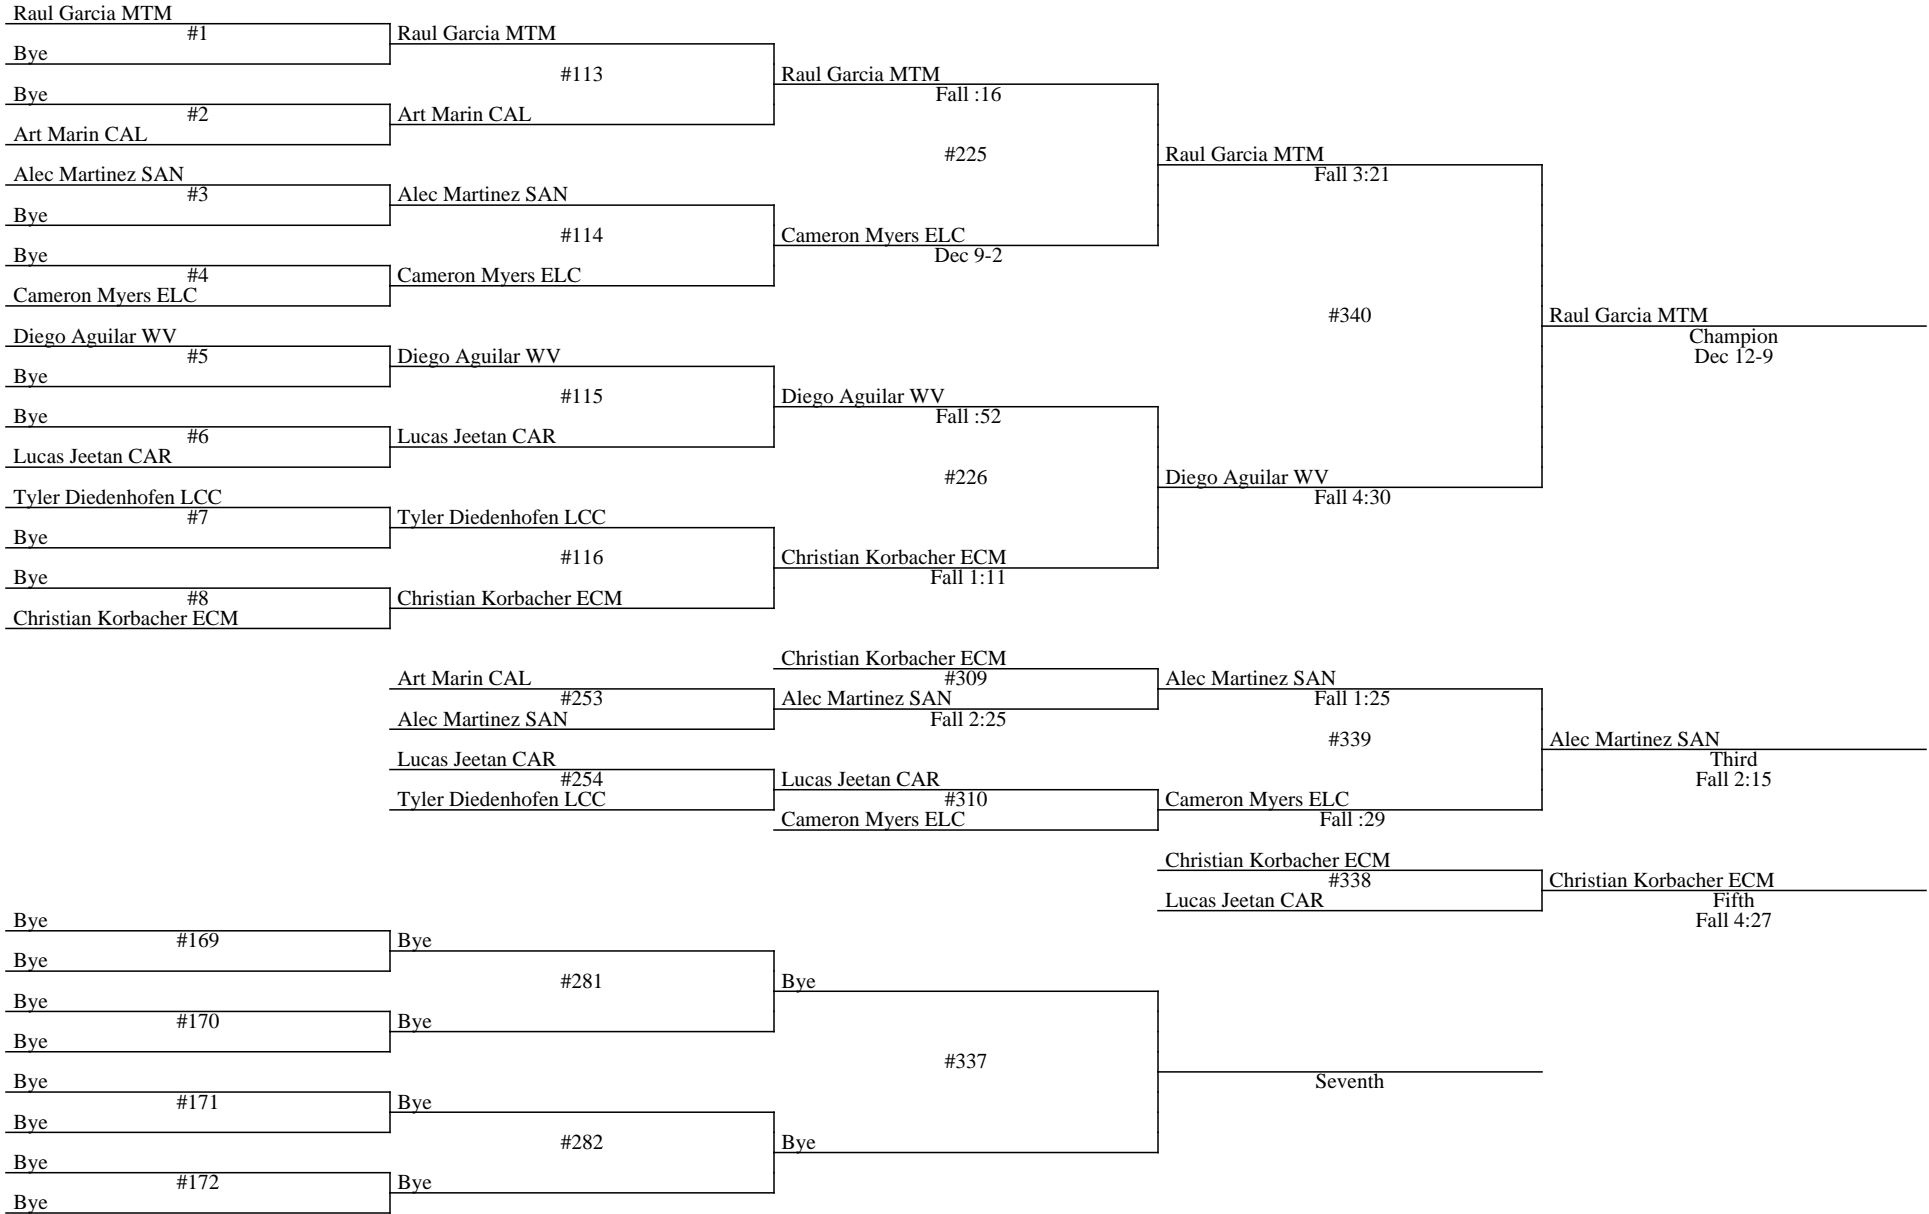 Raul Garcia MTM
#1
Bye
Bye
#2
Art Marin CAL
Alec Martinez SAN
#3
Bye
Bye
#4
Cameron Myers ELC
Diego Aguilar WV
#5
Bye
Bye
#6
Lucas Jeetan CAR
Tyler Diedenhofen LCC
#7
Bye
Bye
#8
Christian Korbacher ECM
Raul Garcia MTM
#113
Art Marin CAL
Alec Martinez SAN
#114
Cameron Myers ELC
Diego Aguilar WV
#115
Lucas Jeetan CAR
Tyler Diedenhofen LCC
#116
Christian Korbacher ECM
Raul Garcia MTM
Fall :16
#225
Cameron Myers ELC
Dec 9-2
Diego Aguilar WV
Fall :52
#226
Christian Korbacher ECM
Fall 1:11
Raul Garcia MTM
Fall 3:21
#340
Diego Aguilar WV
Fall 4:30
Raul Garcia MTM
Champion
Dec 12-9
Art Marin CAL
#253
Alec Martinez SAN
Lucas Jeetan CAR
#254
Tyler Diedenhofen LCC
Christian Korbacher ECM
#309
Alec Martinez SAN
Fall 2:25
Lucas Jeetan CAR
#310
Cameron Myers ELC
Alec Martinez SAN
Fall 1:25
#339
Cameron Myers ELC
Fall :29
Alec Martinez SAN
Third
Fall 2:15
Christian Korbacher ECM
#338
Lucas Jeetan CAR
Christian Korbacher ECM
Fifth
Fall 4:27
Bye
#169
Bye
Bye
#170
Bye
Bye
#171
Bye
Bye
#172
Bye
Bye
#281
Bye
Bye
#282
Bye
Bye
#337
Bye
Seventh